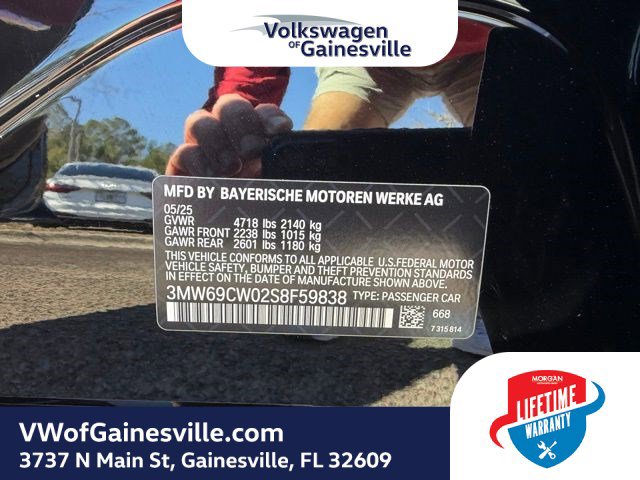 Volkswagen
OF Gainesville
MFD BY BAYERISCHE MOTOREN WERKE AG
05/25
GVWR 4718 lbs 2140 kg
GAWR FRONT 2238 lbs 1015 kg
GAWR REAR 2601 lbs 1180 kg
THIS VEHICLE CONFORMS TO ALL APPLICABLE U.S.FEDERAL MOTOR
VEHICLE SAFETY, BUMPER AND THEFT PREVENTION STANDARDS
IN EFFECT ON THE DATE OF MANUFACTURE SHOWN ABOVE.
3MW69CW02S8F59838 TYPE: PASSENGER CAR
668
7 315 814
MORGAN
LIFETIME
WARRANTY
VWofGainesville.com
3737 N Main St, Gainesville, FL 32609